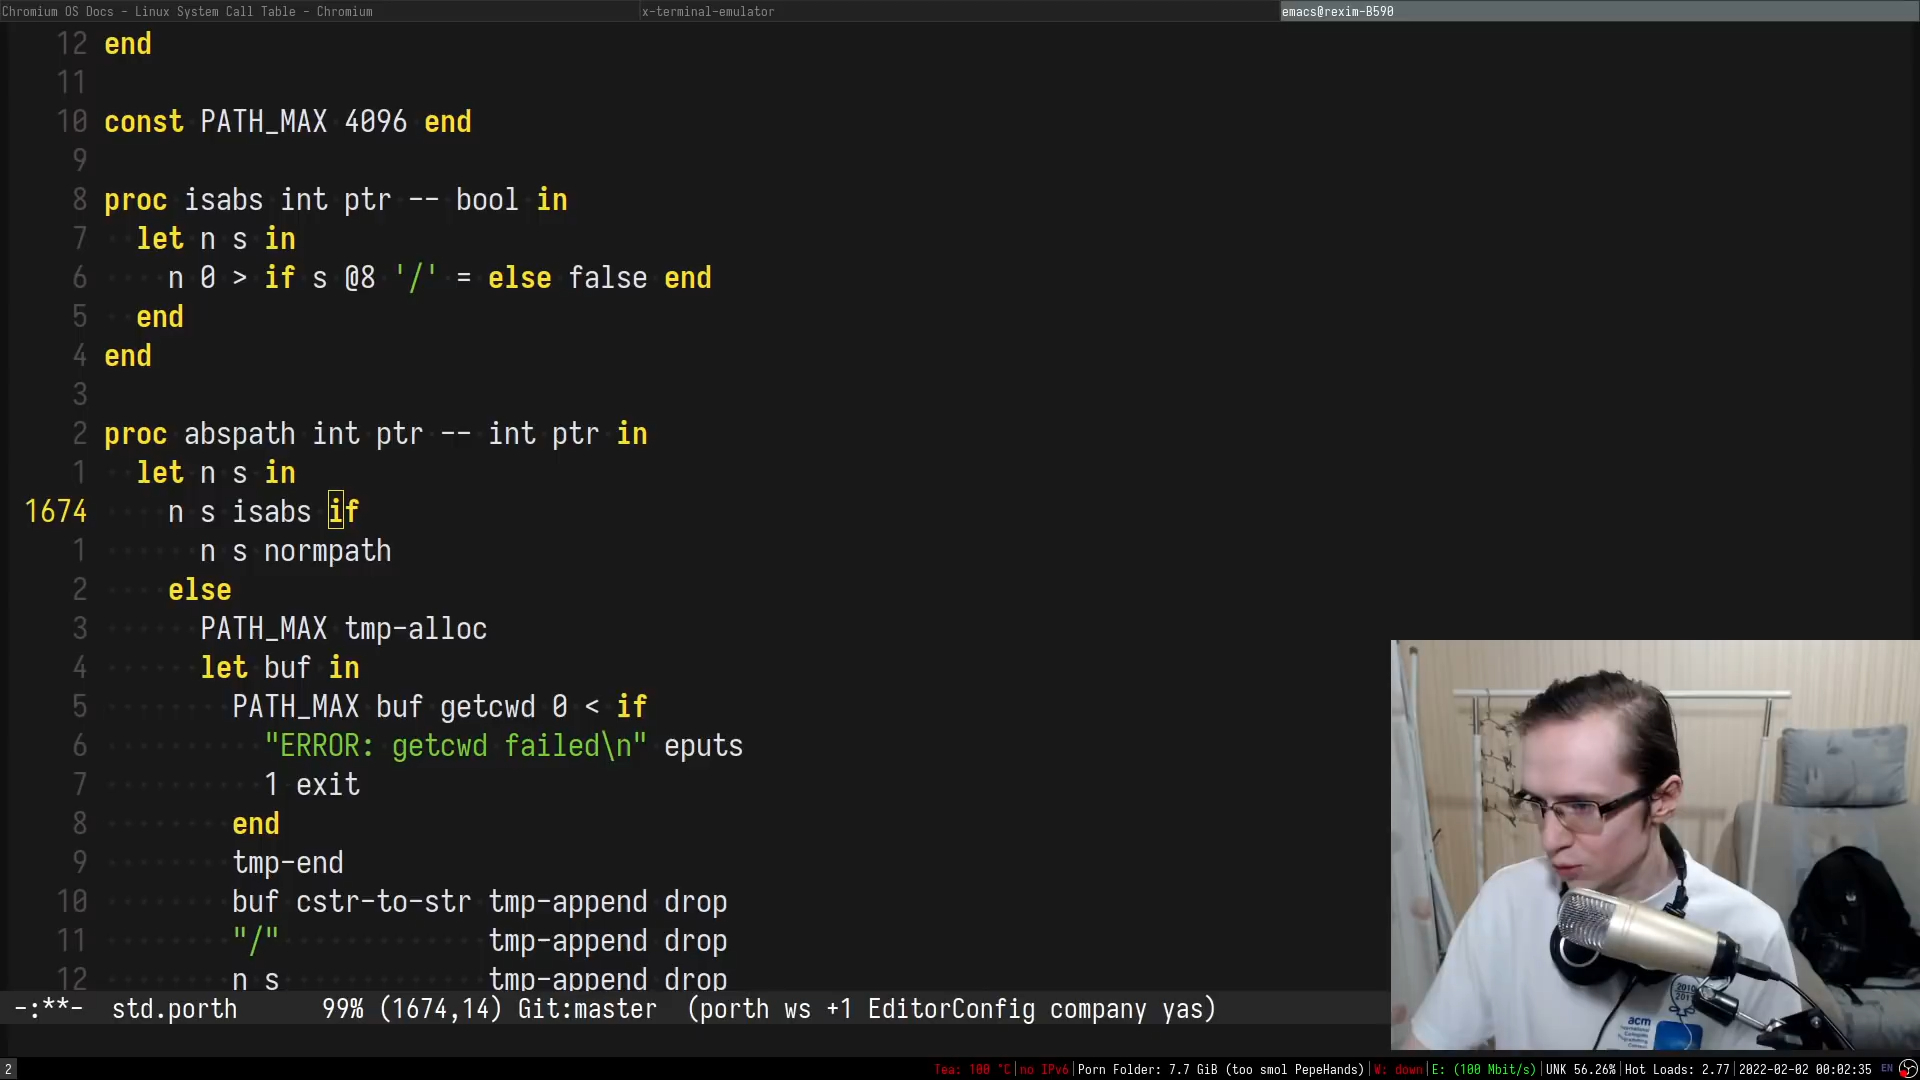 Chromium OS Docs - Linux System Call Table - Chromium
x-terminal-emulator
emacs@rexim-B590
12 end
11
10 const PATH_MAX 4096 end
9
8 proc isabs int ptr -- bool in
7 let n s in
6 n 0 > if s @8 '/' = else false end
5 end
4 end
3
2 proc abspath int ptr -- int ptr in
1 let n s in
1674 n s isabs if
1 n s normpath
2 else
3 PATH_MAX tmp-alloc
4 let buf in
5 PATH_MAX buf getcwd 0 < if
6 "ERROR: getcwd failed\n" eputs
7 1 exit
8 end
9 tmp-end
10 buf cstr-to-str tmp-append drop
11 "/" tmp-append drop
12 n s tmp-append drop
-:**- std.porth 99% (1674,14) Git:master (porth ws +1 EditorConfig company yas)
2010
acm
2 Tea: 100 °C|no IPv6|Porn Folder: 7.7 GiB (too smol PepeHands)|W: down|E: (100 Mbit/s)|UNK 56.26%|Hot Loads: 2.77|2022-02-02 00:02:35 EN